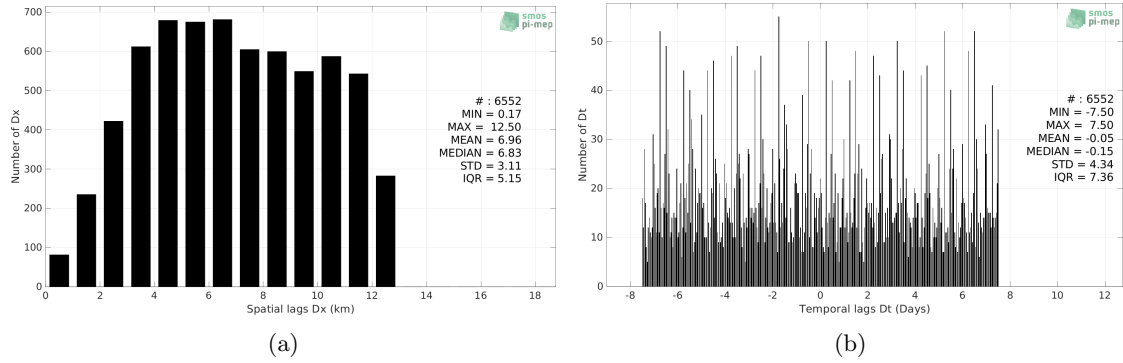 700
600
500
400
300
200
100
0
Number of Dx
0 2 4 6 8 10 12 14 16 18
Spatial lags Dx (km)
smos
pi-mep
# : 6552
MIN = 0.17
MAX = 12.50
MEAN = 6.96
MEDIAN = 6.83
STD = 3.11
IQR = 5.15
(a)
50
40
30
20
10
0
Number of Dt
-8 -6 -4 -2 0 2 4 6 8 10 12
Temporal lags Dt (Days)
smos
pi-mep
# : 6552
MIN = -7.50
MAX = 7.50
MEAN = -0.05
MEDIAN = -0.15
STD = 4.34
IQR = 7.36
(b)